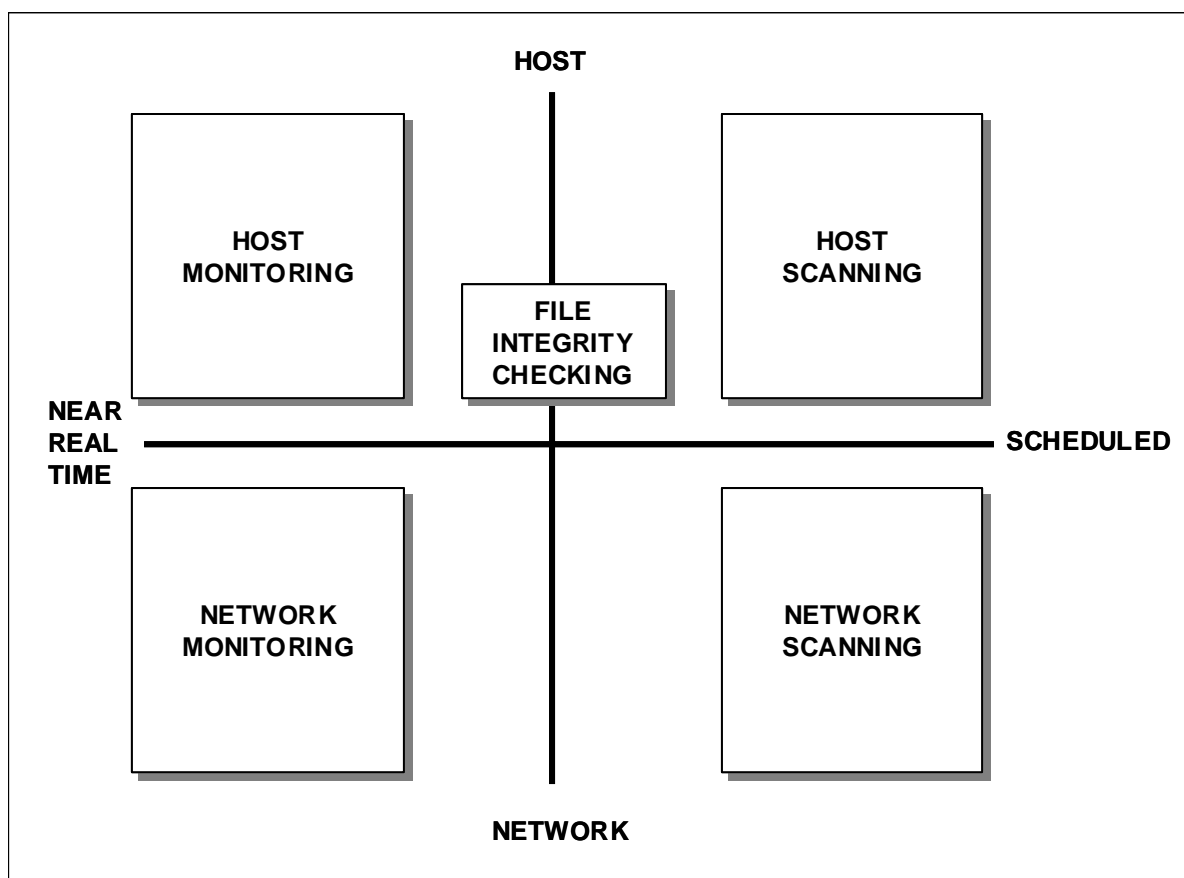 HOST
HOST
MONITORING
HOST
SCANNING
FILE
INTEGRITY
CHECKING
NEAR
REAL
TIME
SCHEDULED
NETWORK
MONITORING
NETWORK
SCANNING
NETWORK